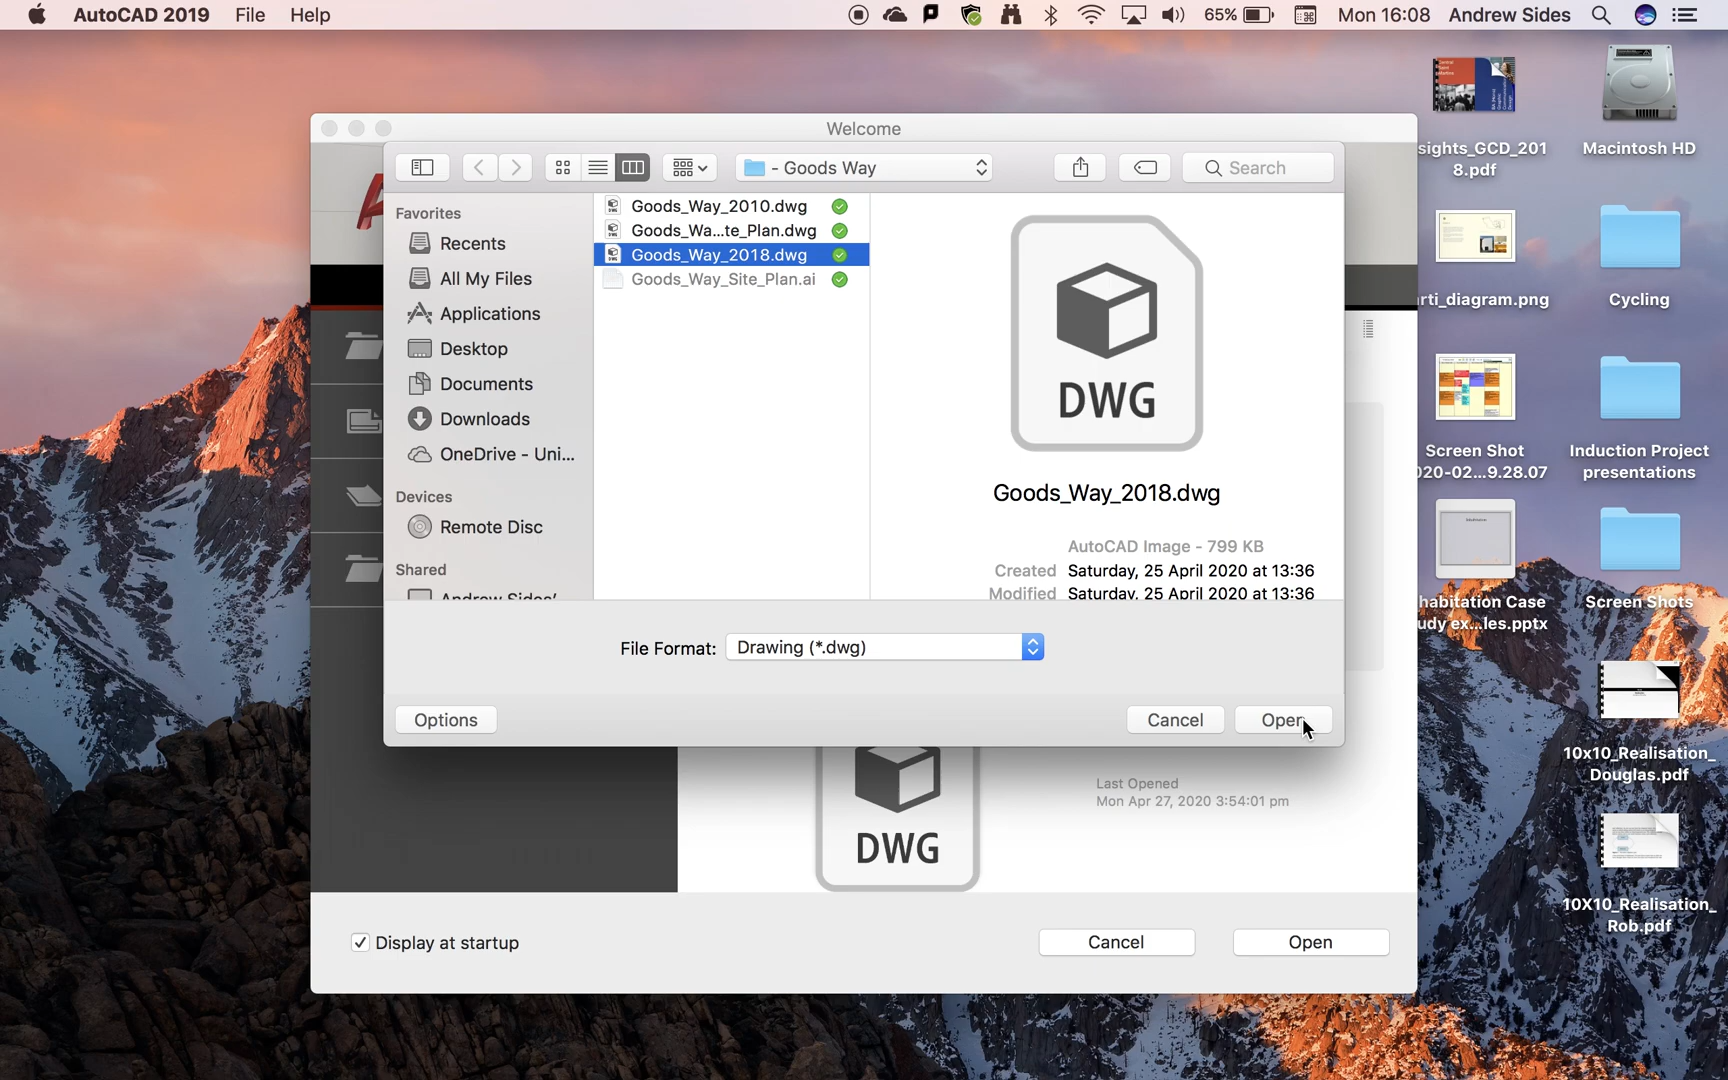 AutoCAD 2019 File Help 65% Mon 16:08 Andrew Sides
Welcome
- Goods Way
Search
Favorites
Recents
All My Files
Applications
Desktop
Documents
Downloads
OneDrive - Uni...
Devices
Remote Disc
Shared
Goods_Way_2010.dwg
Goods_Wa...te_Plan.dwg
Goods_Way_2018.dwg
Goods_Way_Site_Plan.ai
DWG
Goods_Way_2018.dwg
AutoCAD Image - 799 KB
Created Saturday, 25 April 2020 at 13:36
Modified Saturday, 25 April 2020 at 13:36
File Format: Drawing (*.dwg)
Options
Cancel
Open
DWG
Last Opened
Mon Apr 27, 2020 3:54:01 pm
Display at startup
Cancel
Open
sights_GCD_201
8.pdf
Macintosh HD
rti_diagram.png
Cycling
Screen Shot
020-02...9.28.07
Induction Project
presentations
habitation Case
udy ex...les.pptx
Screen Shots
10x10_Realisation_
Douglas.pdf
10X10_Realisation_
Rob.pdf